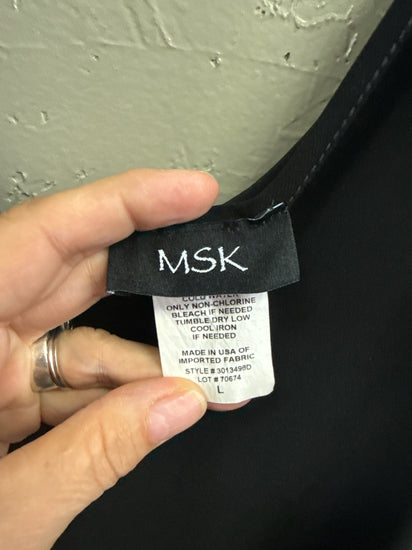 MSK
COLD WATER
ONLY NON-CHLORINE
BLEACH IF NEEDED
TUMBLE DRY LOW
COOL IRON
IF NEEDED
MADE IN USA OF
IMPORTED FABRIC
STYLE # 3013498D
LOT # 70674
L